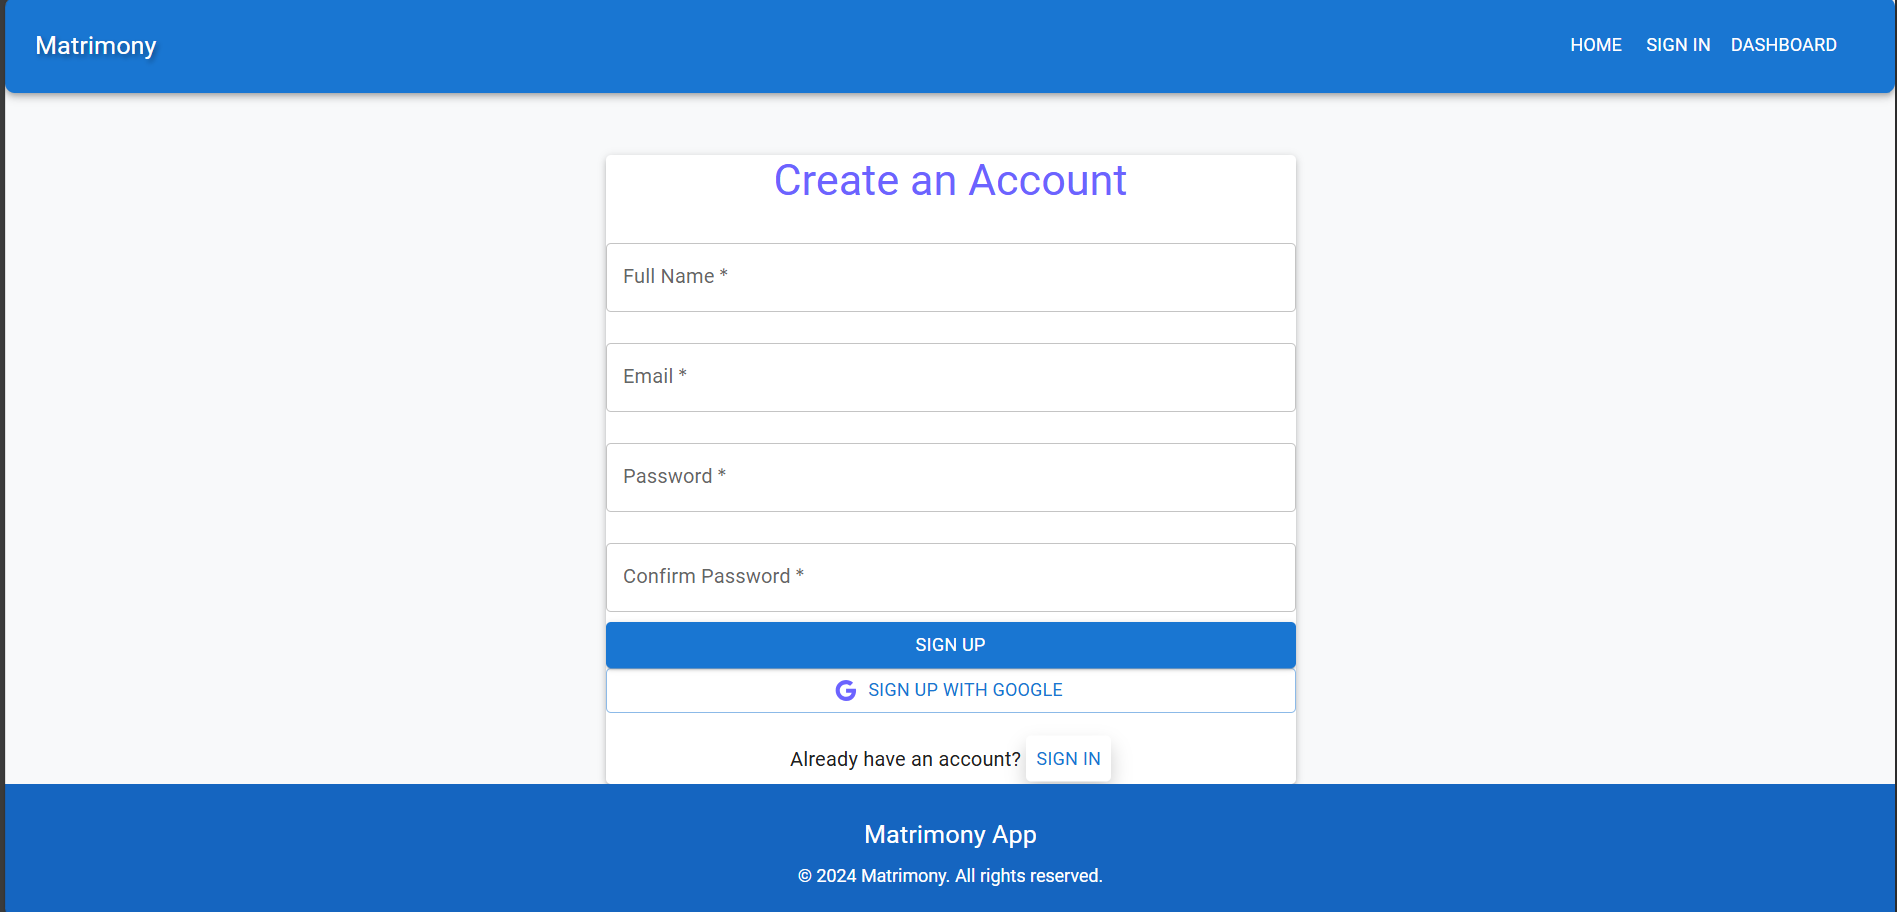 Matrimony
HOME SIGN IN DASHBOARD
Create an Account
Full Name *
Email *
Password *
Confirm Password *
SIGN UP
SIGN UP WITH GOOGLE
Already have an account? SIGN IN
Matrimony App
© 2024 Matrimony. All rights reserved.